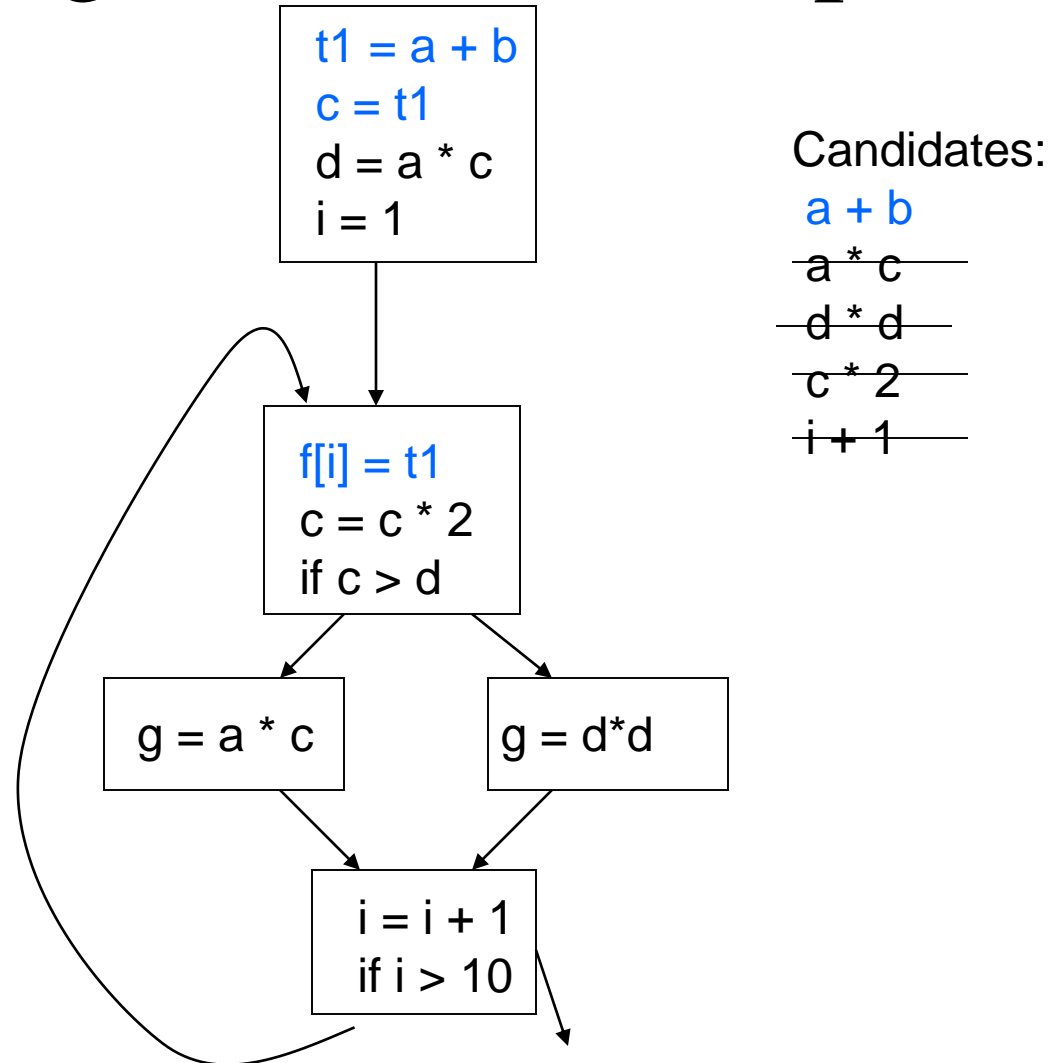 t1 = a + b
c = t1
d = a * c
i = 1
Candidates:
a + b
a * c
d * d
c * 2
i + 1
f[i] = t1
c = c * 2
if c > d
g = a * c
g = d*d
i = i + 1
if i > 10